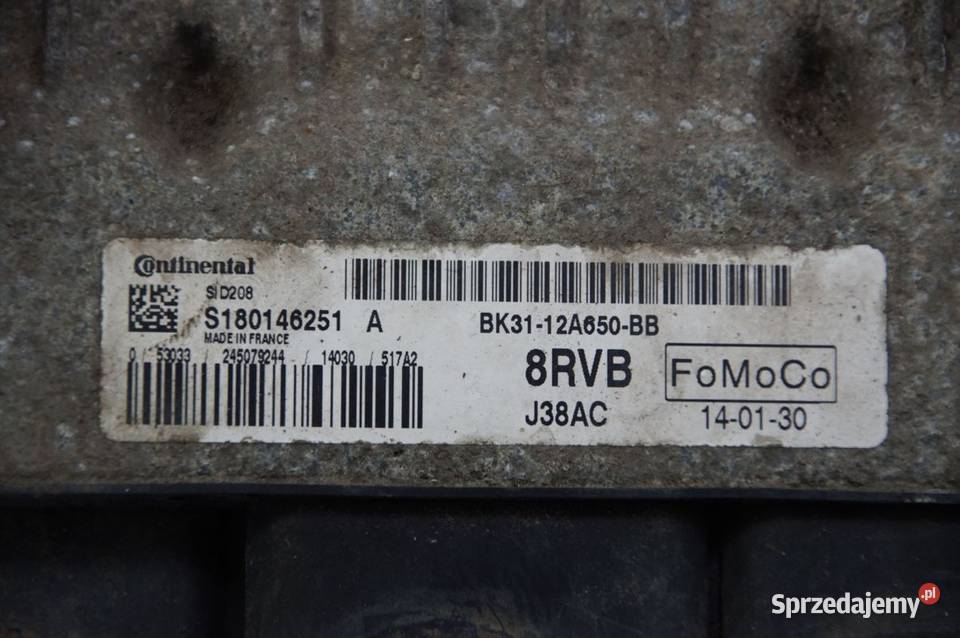 Continental
SID208
S180146251 A
MADE IN FRANCE
0 / 53033 / 245079244 / 14030 / 517A2
BK31-12A650-BB
8RVB
FoMoCo
J38AC
14-01-30
Sprzedajemy.pl